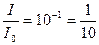 I/I₀ = 10⁻¹ = 1/10